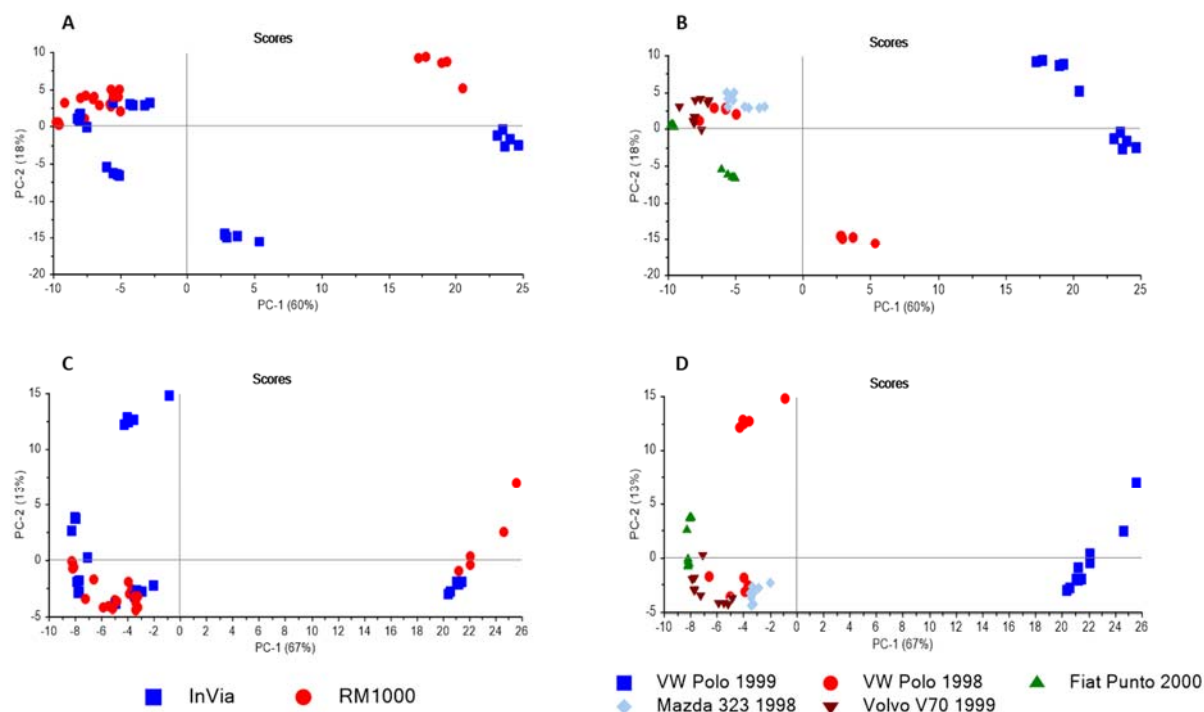 A
Scores
10
5
0
-5
-10
-15
-20
PC-2 (18%)
-10 -5 0 5 10 15 20 25
PC-1 (60%)
B
Scores
10
5
0
-5
-10
-15
-20
PC-2 (18%)
-10 -5 0 5 10 15 20 25
PC-1 (60%)
C
Scores
15
10
5
0
-5
PC-2 (13%)
-10 -8 -6 -4 -2 0 2 4 6 8 10 12 14 16 18 20 22 24 26
PC-1 (67%)
D
Scores
15
10
5
0
-5
PC-2 (13%)
-10 -8 -6 -4 -2 0 2 4 6 8 10 12 14 16 18 20 22 24 26
PC-1 (67%)
InVia RM1000
VW Polo 1999 VW Polo 1998 Fiat Punto 2000
Mazda 323 1998 Volvo V70 1999